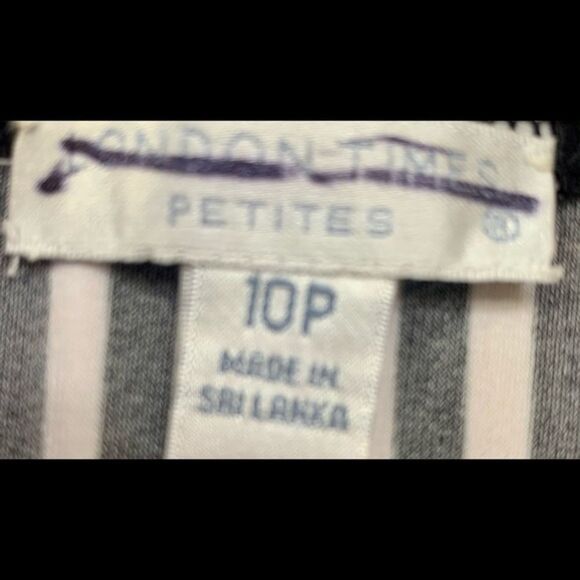 LONDON TIMES
PETITES ®
10P
MADE IN
SRI LANKA